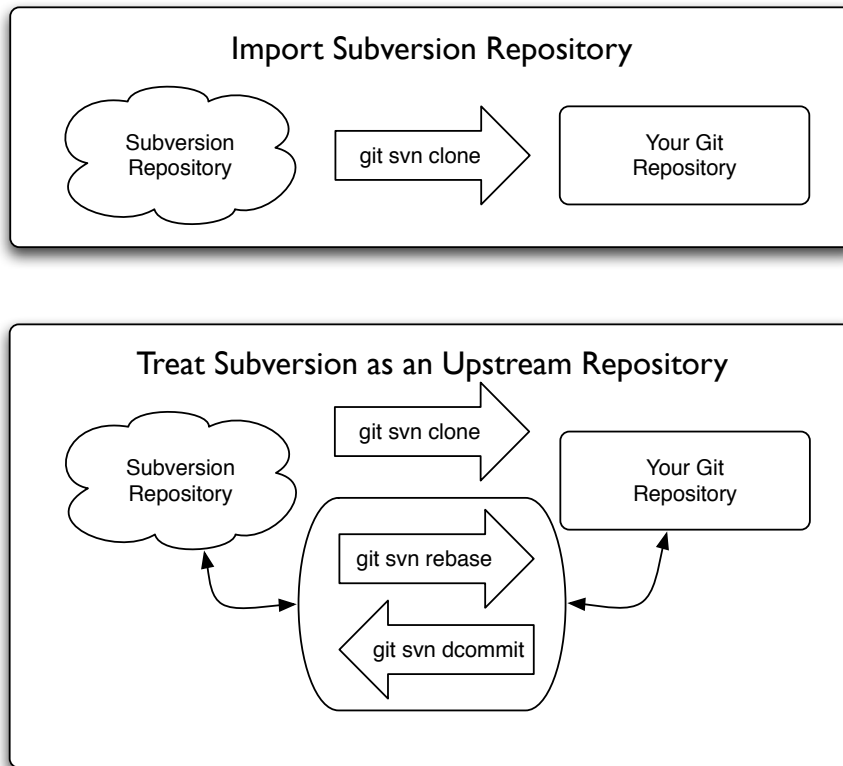 Import Subversion Repository
Subversion
Repository
git svn clone
Your Git
Repository
Treat Subversion as an Upstream Repository
git svn clone
Subversion
Repository
Your Git
Repository
git svn rebase
git svn dcommit